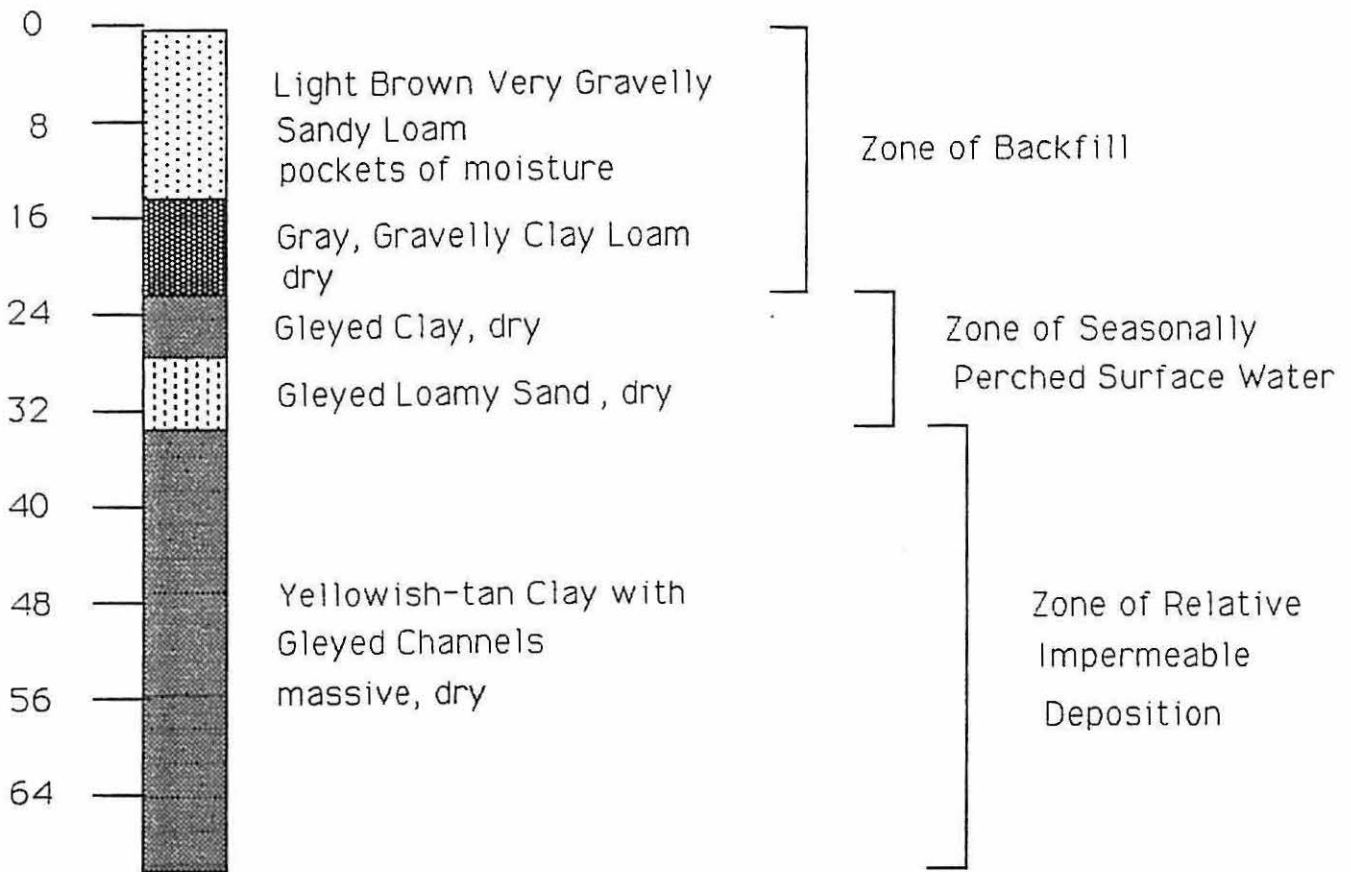 0
8
16
24
32
40
48
56
64
Light Brown Very Gravelly
Sandy Loam
pockets of moisture
Gray, Gravelly Clay Loam
dry
Gleyed Clay, dry
Gleyed Loamy Sand , dry
Yellowish-tan Clay with
Gleyed Channels
massive, dry
Zone of Backfill
Zone of Seasonally
Perched Surface Water
Zone of Relative
Impermeable
Deposition